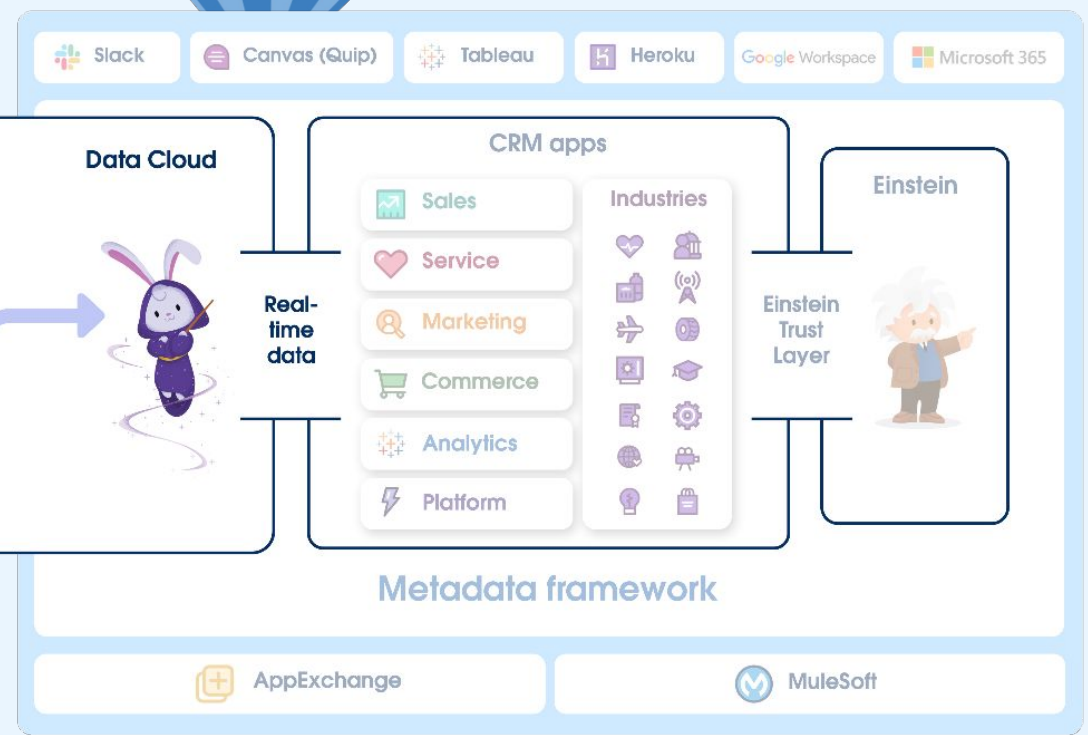 Slack
Canvas (Quip)
Tableau
Heroku
Google Workspace
Microsoft 365
Data Cloud
Real-
time
data
CRM apps
Sales
Service
Marketing
Commerce
Analytics
Platform
Industries
Einstein
Trust
Layer
Einstein
Metadata framework
AppExchange
MuleSoft